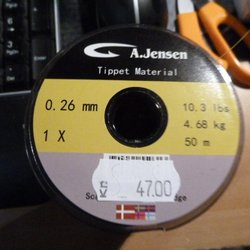 A.Jensen
Tippet Material
0.26 mm
10.3 lbs
4.68 kg
1 X
50 m
47.00